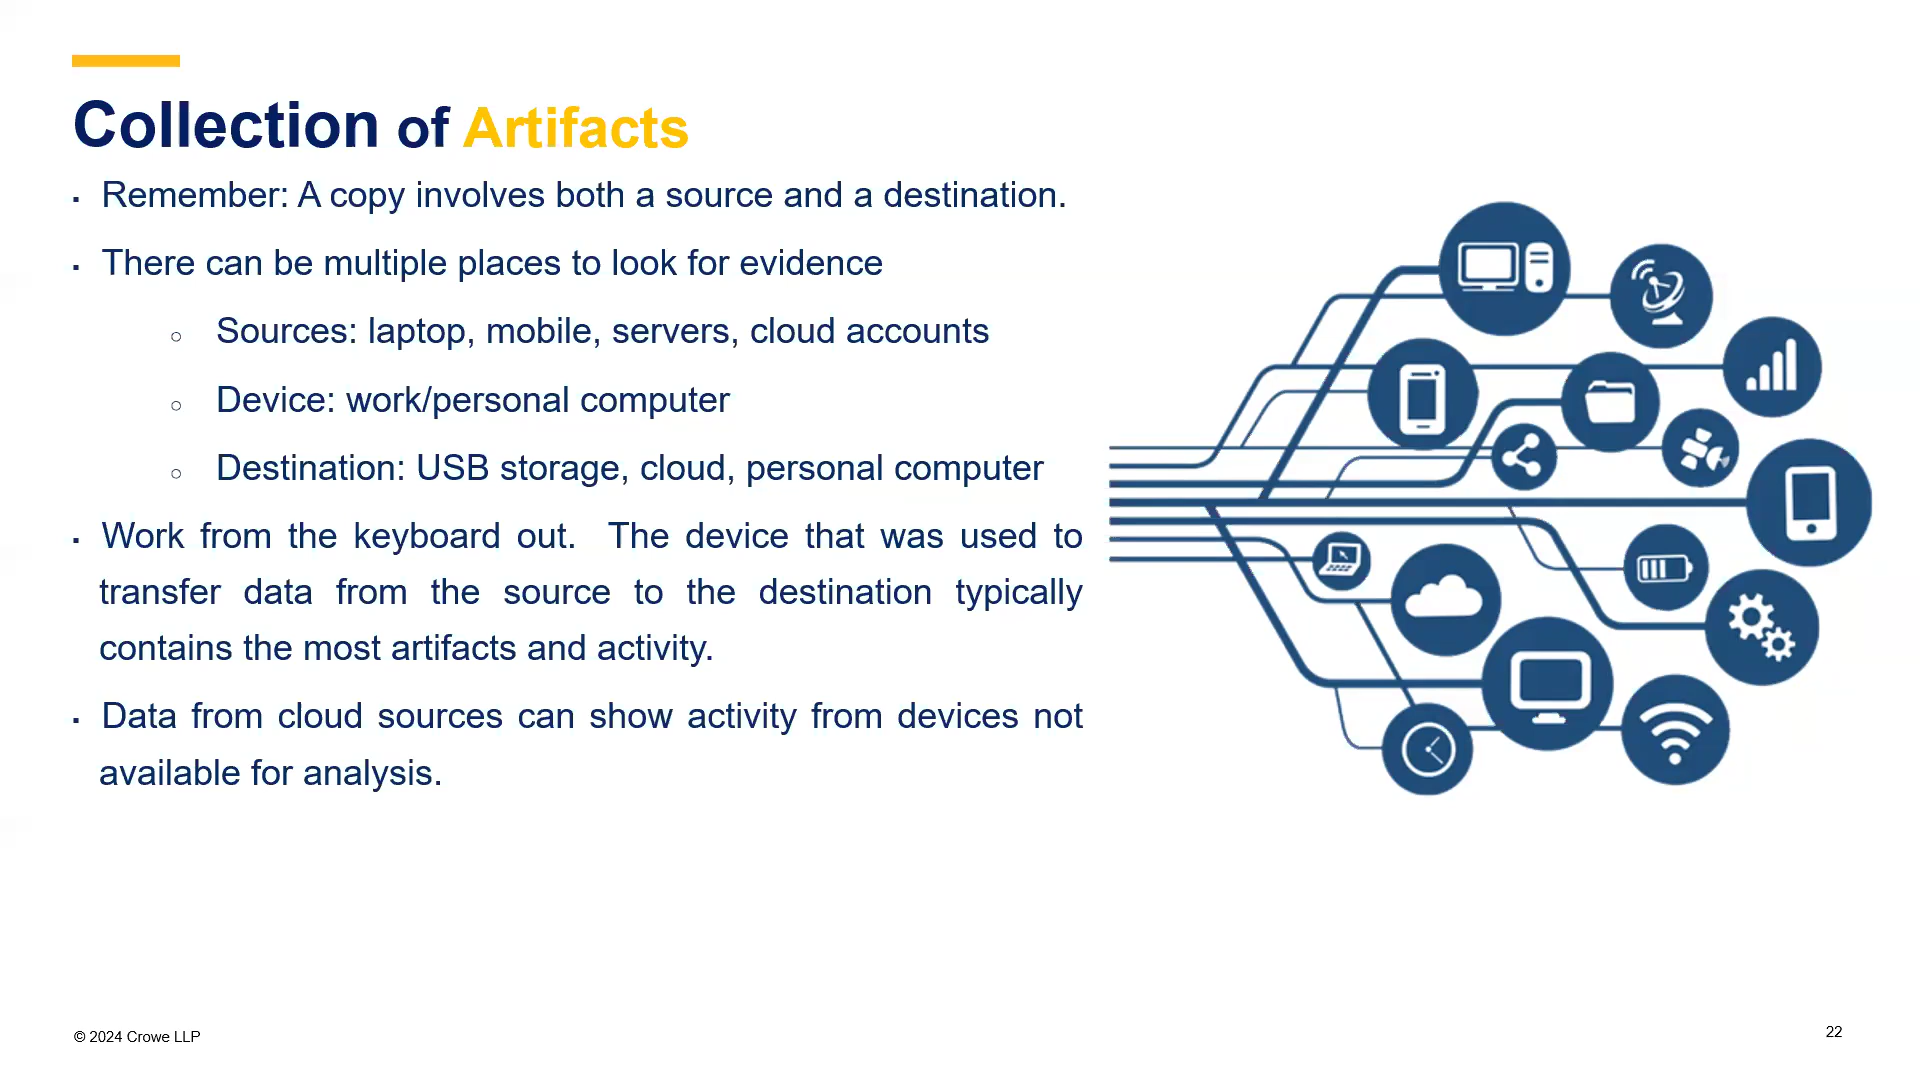 Collection of Artifacts
▪ Remember: A copy involves both a source and a destination.
▪ There can be multiple places to look for evidence
○ Sources: laptop, mobile, servers, cloud accounts
○ Device: work/personal computer
○ Destination: USB storage, cloud, personal computer
▪ Work from the keyboard out. The device that was used to
transfer data from the source to the destination typically
contains the most artifacts and activity.
▪ Data from cloud sources can show activity from devices not
available for analysis.
© 2024 Crowe LLP
22